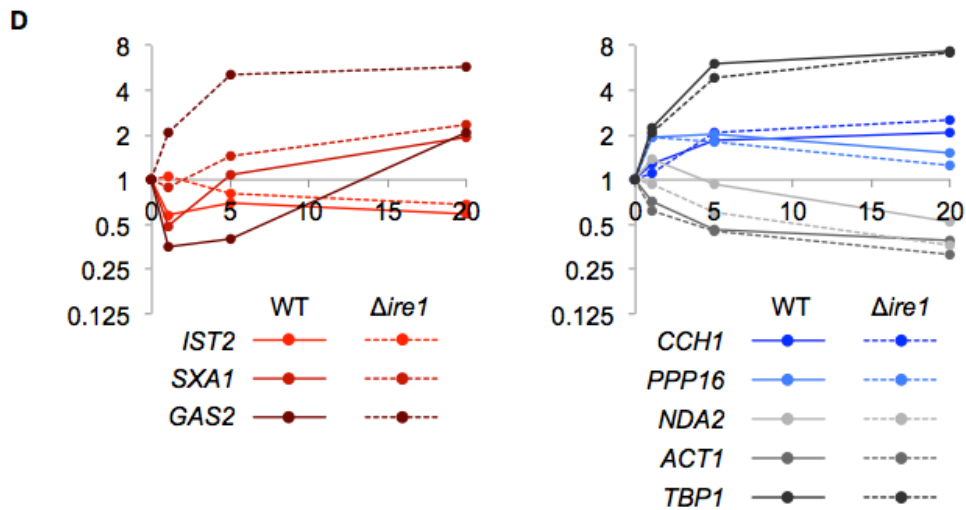 D
8
4
2
1
0.5
0.25
0.125
0 5 10 15 20
WT Δire1
IST2
SXA1
GAS2
8
4
2
1
0.5
0.25
0.125
0 5 10 15 20
WT Δire1
CCH1
PPP16
NDA2
ACT1
TBP1